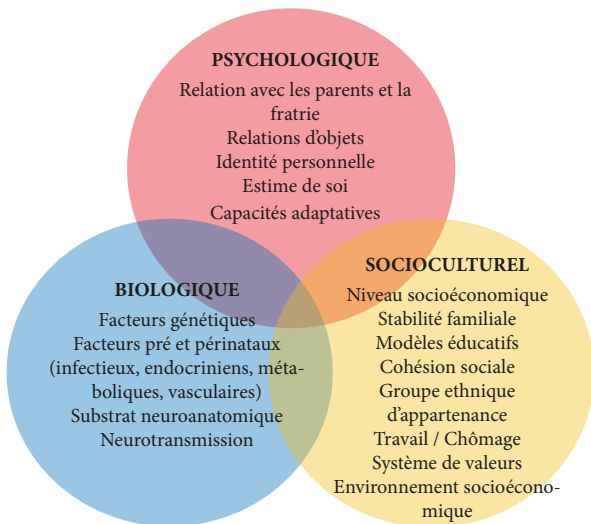 PSYCHOLOGIQUE
Relation avec les parents et la
fratrie
Relations d'objets
Identité personnelle
Estime de soi
Capacités adaptatives
BIOLOGIQUE
Facteurs génétiques
Facteurs pré et périnataux
(infectieux, endocriniens, méta-
boliques, vasculaires)
Substrat neuroanatomique
Neurotransmission
SOCIOCULTUREL
Niveau socioéconomique
Stabilité familiale
Modèles éducatifs
Cohésion sociale
Groupe ethnique
d'appartenance
Travail / Chômage
Système de valeurs
Environnement socioécono-
mique